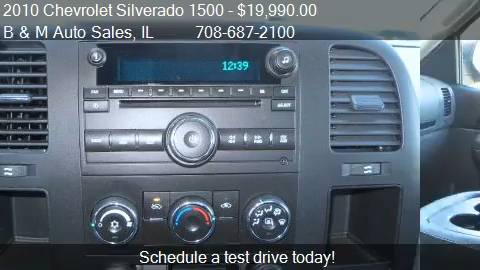 2010 Chevrolet Silverado 1500 - $19,990.00
B & M Auto Sales, IL 708-687-2100
12:39
FAV
Schedule a test drive today!